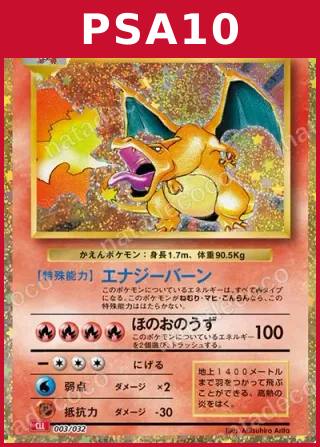 PSA10
かえんポケモン:身長1.7m、体重90.5Kg
【特殊能力】エナジーバーン
このポケモンについているエネルギーは、すべて
このポケモンがねむり・マヒ・こんらんなら、この
特殊能力ははたらかない。
ほのおのうず 100
このポケモンについているエネルギー
を2個選び、トラッシュする。
にげる
弱点 ダメージ ×2
抵抗力 ダメージ -30
地上1400メートル
まで羽をつかって飛ぶ
ことができる。高熱の
炎をはく。
CLL 003/032
Illus. Mitsuhiro Arita